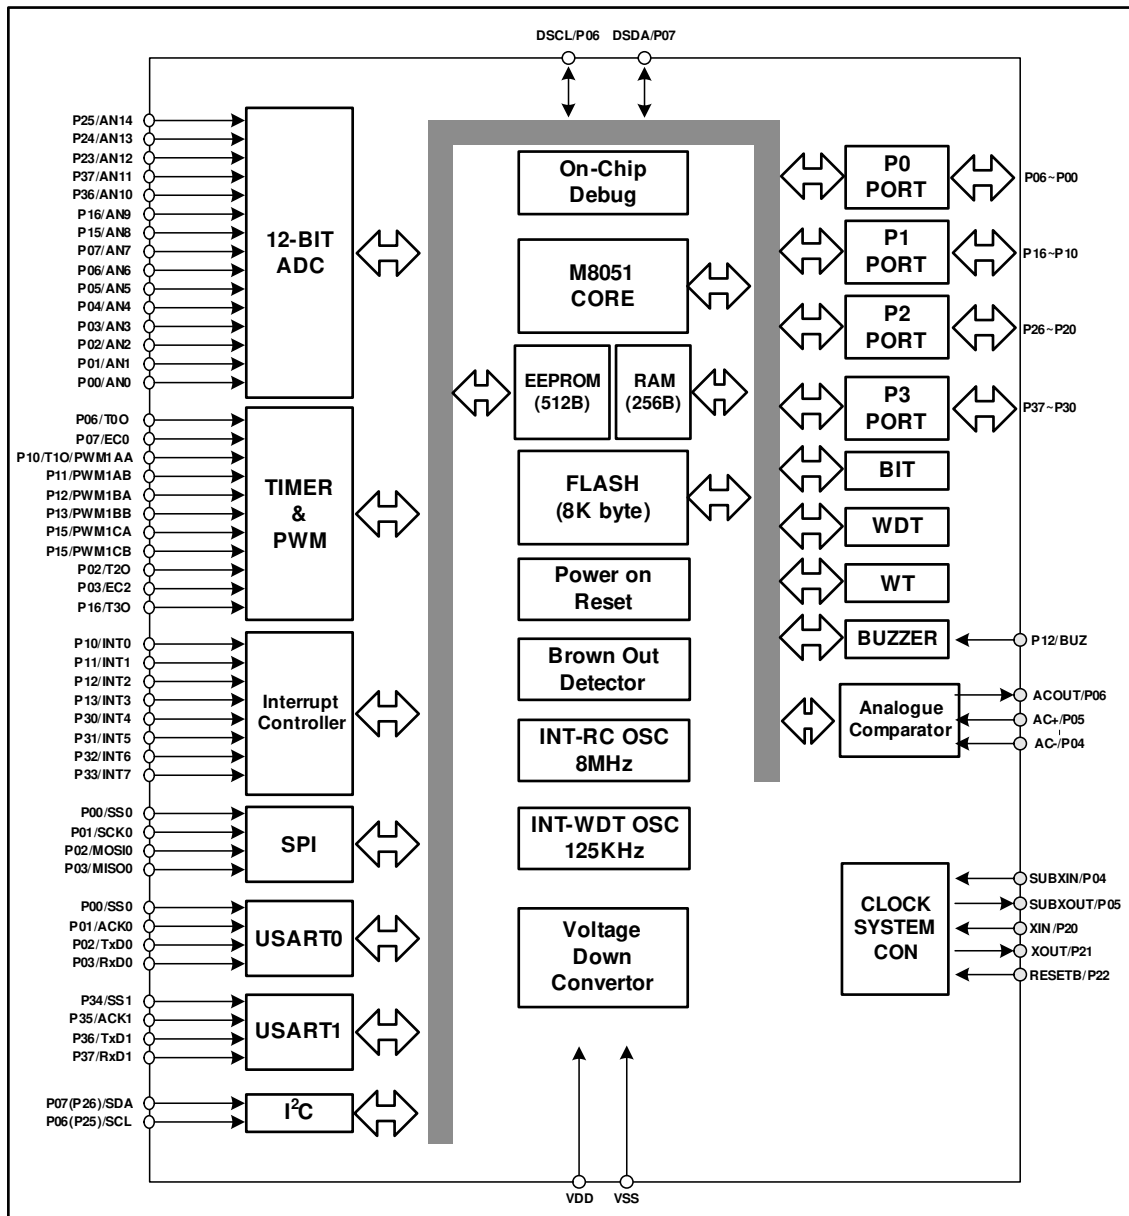 DSCL/P06 DSDA/P07
P25/AN14
P24/AN13
P23/AN12
P37/AN11
P36/AN10
P16/AN9
P15/AN8
P07/AN7
P06/AN6
P05/AN5
P04/AN4
P03/AN3
P02/AN2
P01/AN1
P00/AN0
12-BIT
ADC
P06/T0O
P07/EC0
P10/T1O/PWM1AA
P11/PWM1AB
P12/PWM1BA
P13/PWM1BB
P15/PWM1CA
P15/PWM1CB
P02/T2O
P03/EC2
P16/T3O
TIMER
&
PWM
P10/INT0
P11/INT1
P12/INT2
P13/INT3
P30/INT4
P31/INT5
P32/INT6
P33/INT7
Interrupt
Controller
P00/SS0
P01/SCK0
P02/MOSI0
P03/MISO0
SPI
P00/SS0
P01/ACK0
P02/TxD0
P03/RxD0
USART0
P34/SS1
P35/ACK1
P36/TxD1
P37/RxD1
USART1
P07(P26)/SDA
P06(P25)/SCL
I²C
On-Chip
Debug
M8051
CORE
EEPROM
(512B)
RAM
(256B)
FLASH
(8K byte)
Power on
Reset
Brown Out
Detector
INT-RC OSC
8MHz
INT-WDT OSC
125KHz
Voltage
Down
Convertor
VDD VSS
P0
PORT
P06~P00
P1
PORT
P16~P10
P2
PORT
P26~P20
P3
PORT
P37~P30
BIT
WDT
WT
BUZZER
P12/BUZ
Analogue
Comparator
ACOUT/P06
AC+/P05
AC-/P04
CLOCK
SYSTEM
CON
SUBXIN/P04
SUBXOUT/P05
XIN/P20
XOUT/P21
RESETB/P22